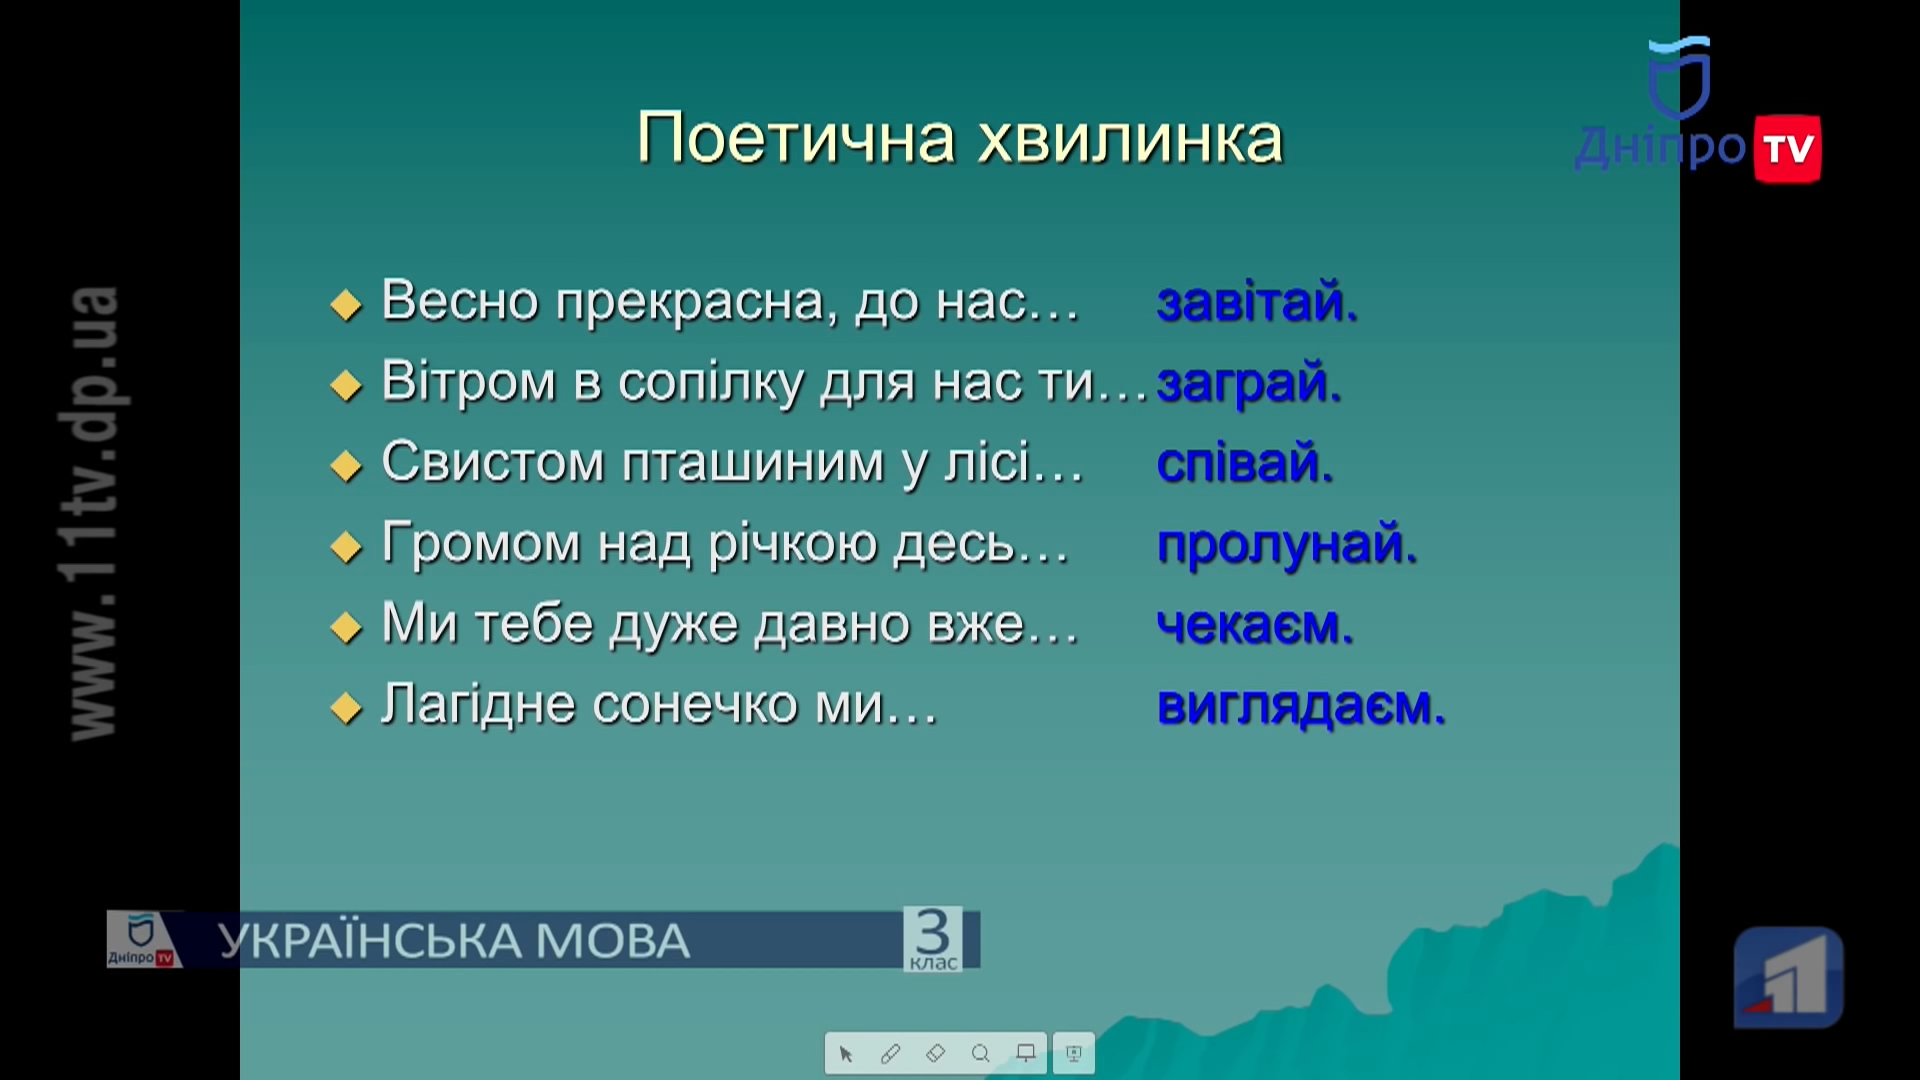 Поетична хвилинка
Дніпро TV
www.11tv.dp.ua
Весно прекрасна, до нас… завітай.
Вітром в сопілку для нас ти… заграй.
Свистом пташиним у лісі… співай.
Громом над річкою десь… пролунай.
Ми тебе дуже давно вже… чекаєм.
Лагідне сонечко ми… виглядаєм.
Дніпро TV
УКРАЇНСЬКА МОВА
3
клас
11